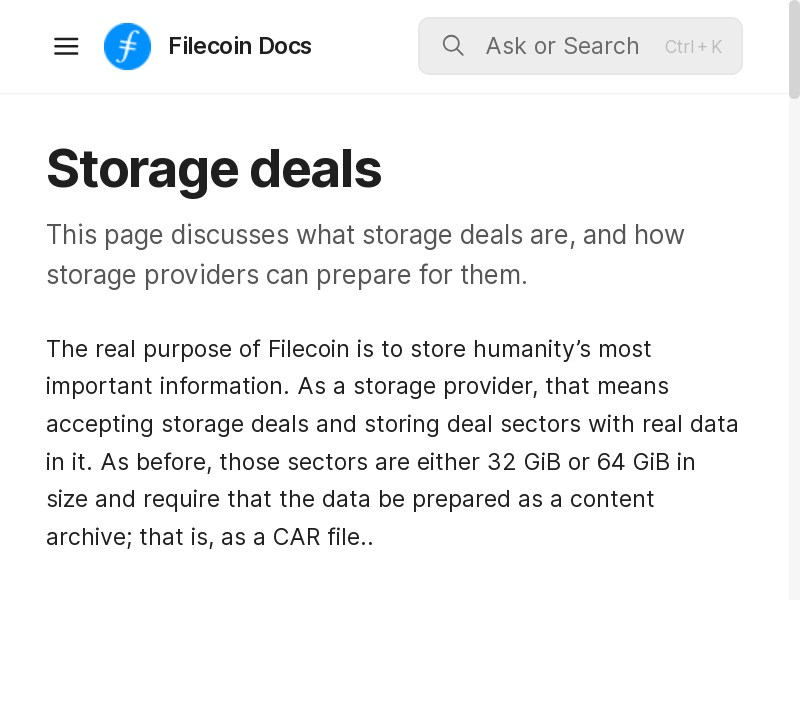 Filecoin Docs
Ask or Search
Ctrl + K
Storage deals
This page discusses what storage deals are, and how
storage providers can prepare for them.
The real purpose of Filecoin is to store humanity’s most
important information. As a storage provider, that means
accepting storage deals and storing deal sectors with real data
in it. As before, those sectors are either 32 GiB or 64 GiB in
size and require that the data be prepared as a content
archive; that is, as a CAR file..